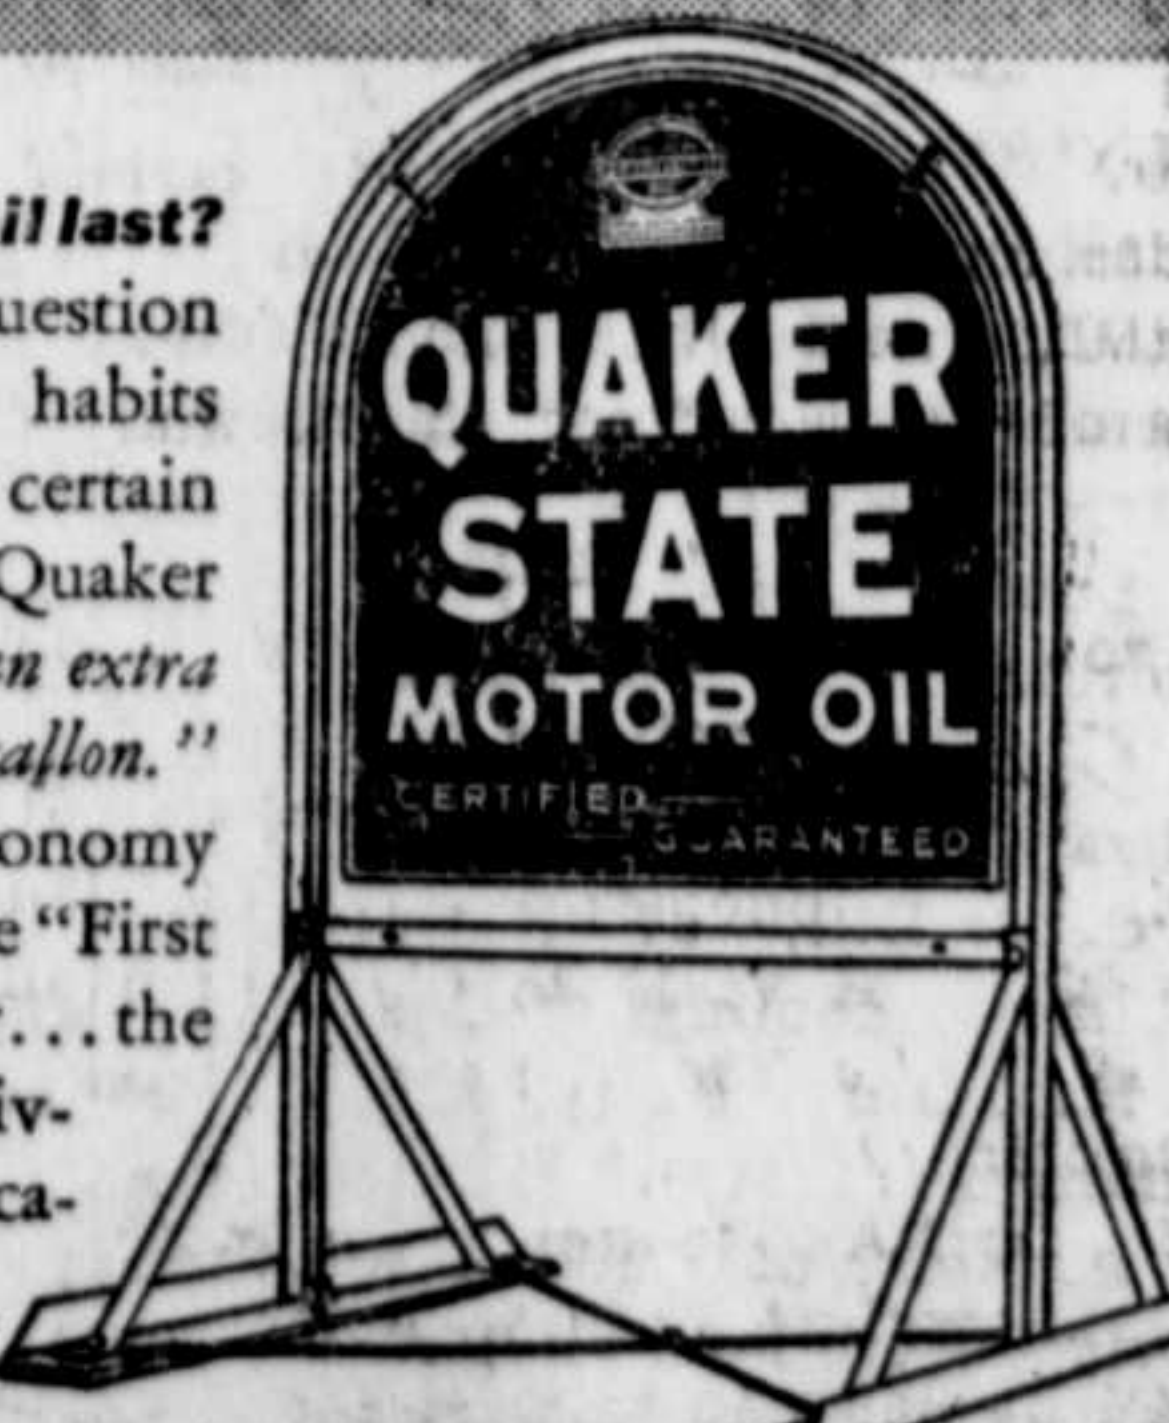 il last?
uestion
habits
certain
Quaker
n extra
allon."
onomy
e "First
... the
iv-
ca-
QUAKER
STATE
MOTOR OIL
CERTIFIED
GUARANTEED